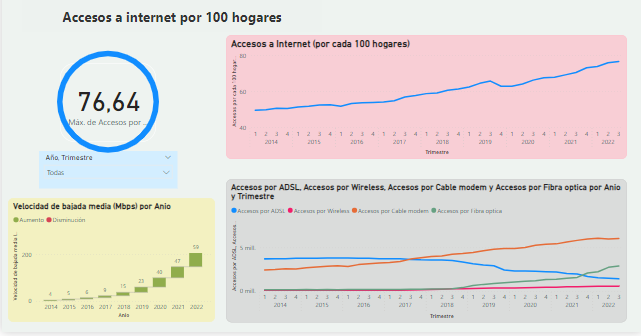 Accesos a internet por 100 hogares
76,64
Máx. de Accesos por ...
Año, Trimestre
Todas
Accesos a Internet (por cada 100 hogares)
Accesos por cada 100 hogar...
80
60
40
1 2 3 4 1 2 3 4 1 2 3 4 1 2 3 4 1 2 3 4 1 2 3 4 1 2 3 4 1 2 3 4 1 2 3
2014 2015 2016 2017 2018 2019 2020 2021 2022
Trimestre
Velocidad de bajada media (Mbps) por Anio
Aumento Disminución
Velocidad de bajada media (...
200
0
4 5 6 9 15 23 40 47 59
2014 2015 2016 2017 2018 2019 2020 2021 2022
Anio
Accesos por ADSL, Accesos por Wireless, Accesos por Cable modem y Accesos por Fibra optica por Anio
y Trimestre
Accesos por ADSL Accesos por Wireless Accesos por Cable modem Accesos por Fibra optica
Accesos por ADSL, Accesos
5 mill.
0 mill.
1 2 3 4 1 2 3 4 1 2 3 4 1 2 3 4 1 2 3 4 1 2 3 4 1 2 3 4 1 2 3 4 1 2 3
2014 2015 2016 2017 2018 2019 2020 2021 2022
Trimestre